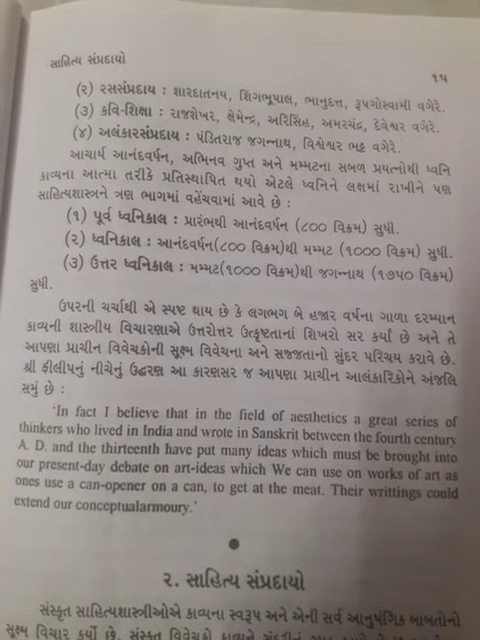 સાહિત્ય સંપ્રદાયો
૧૫
(૨) રસસંપ્રદાય : શારદાતનય, શિંગભૂપાલ, ભાનુદત્ત, રૂપગોસ્વામી વગેરે.
(૩) કવિ-શિક્ષા : રાજશેખર, ક્ષેમેન્દ્ર, અરિસિંહ, અમરચંદ્ર, દેવેશ્વર વગેરે.
(૪) અલંકારસંપ્રદાય : પંડિતરાજ જગન્નાથ, વિશ્વેશ્વર ભટ્ટ વગેરે.
આચાર્ય આનંદવર્ધન, અભિનવ ગુપ્ત અને મમ્મટના સબળ પ્રયત્નોથી ધ્વનિ
કાવ્યના આત્મા તરીકે પ્રતિસ્થાપિત થયો એટલે ધ્વનિને લક્ષમાં રાખીને પણ
સાહિત્યશાસ્ત્રને ત્રણ ભાગમાં વહેંચવામાં આવે છે :
(૧) પૂર્વ ધ્વનિકાલ : પ્રારંભથી આનંદવર્ધન (૮૦૦ વિક્રમ) સુધી.
(૨) ધ્વનિકાલ : આનંદવર્ધન(૮૦૦ વિક્રમ)થી મમ્મટ (૧૦૦૦ વિક્રમ) સુધી.
(૩) ઉત્તર ધ્વનિકાલ : મમ્મટ(૧૦૦૦ વિક્રમ)થી જગન્નાથ (૧૭૫૦ વિક્રમ)
સુધી.
ઉપરની ચર્ચાથી એ સ્પષ્ટ થાય છે કે લગભગ બે હજાર વર્ષના ગાળા દરમ્યાન
કાવ્યની શાસ્ત્રીય વિચારણાએ ઉત્તરોત્તર ઉત્કૃષ્ટતાનાં શિખરો સર કર્યાં છે અને તે
આપણા પ્રાચીન વિવેચકોની સૂક્ષ્મ વિવેચના અને સજ્જતાનો સુંદર પરિચય કરાવે છે.
શ્રી ફીલીપનું નીચેનું ઉદ્ધરણ આ કારણસર જ આપણા પ્રાચીન આલંકારિકોને અંજલિ
સમું છે :
'In fact I believe that in the field of aesthetics a great series of
thinkers who lived in India and wrote in Sanskrit between the fourth century
A. D. and the thirteenth have put many ideas which must be brought into
our present-day debate on art-ideas which We can use on works of art as
ones use a can-opener on a can, to get at the meat. Their writtings could
extend our conceptualarmoury.'
૨. સાહિત્ય સંપ્રદાયો
સંસ્કૃત સાહિત્યશાસ્ત્રીઓએ કાવ્યના સ્વરૂપ અને એની સર્વ આનુષંગિક બાબતોનો
સૂક્ષ્મ વિચાર કર્યો છે. સંસ્કૃત વિવેચકો કાવ્યને